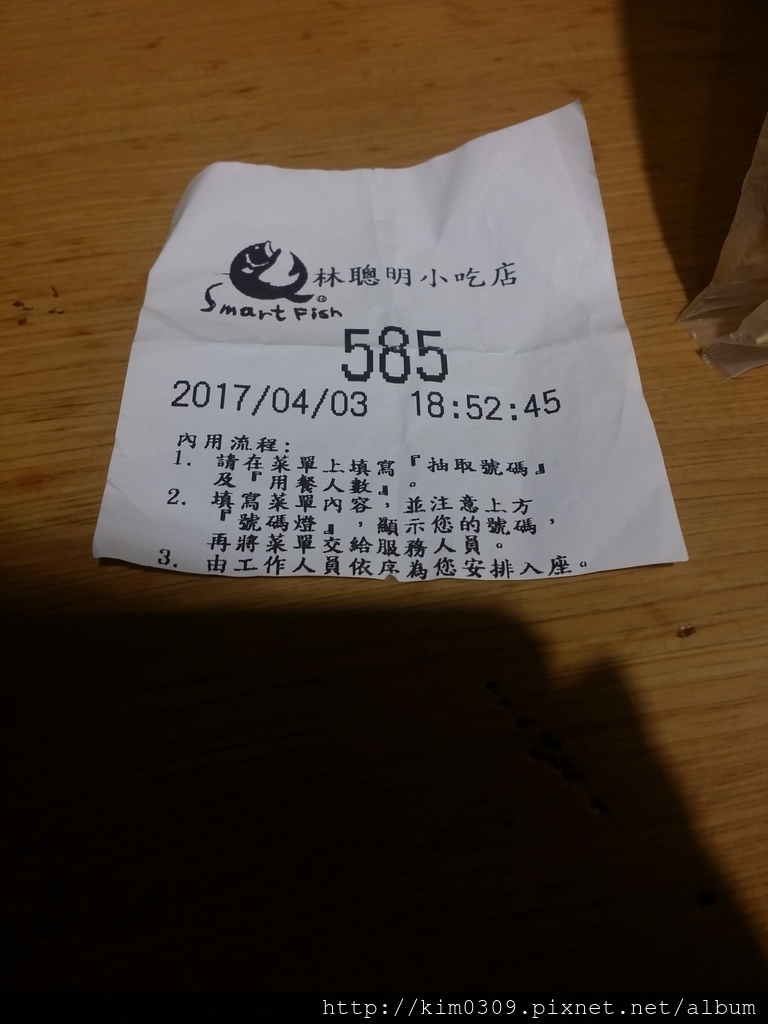 林聰明小吃店
Smart Fish ®
585
2017/04/03 18:52:45
內用流程:
1. 請在菜單上填寫『抽取號碼』
及『用餐人數』。
2. 填寫菜單內容,並注意上方
『號碼燈』,顯示您的號碼,
再將菜單交給服務人員。
3. 由工作人員依序為您安排入座。
http://kim0309.pixnet.net/album